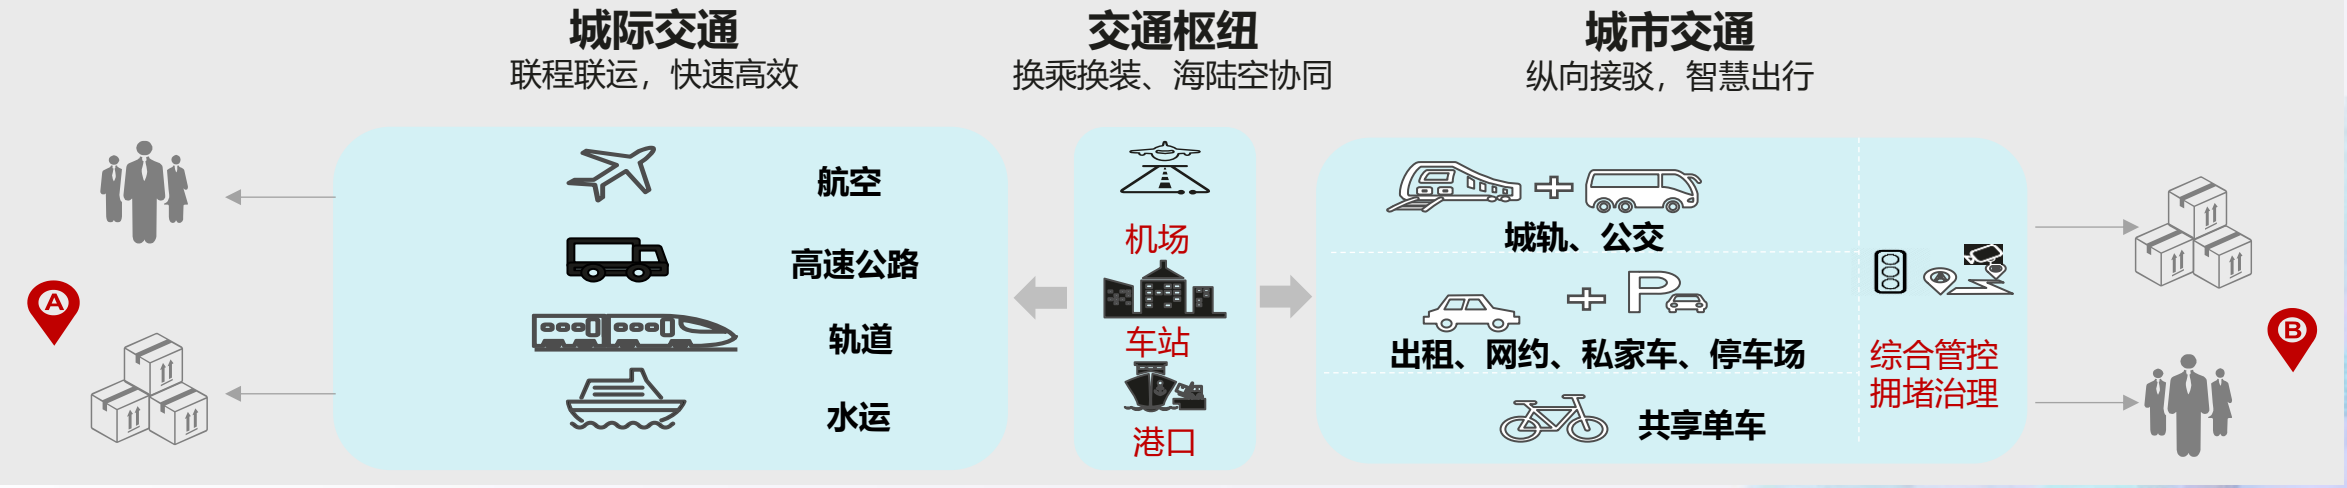 城际交通
联程联运，快速高效
交通枢纽
换乘换装、海陆空协同
城市交通
纵向接驳，智慧出行
A
航空
高速公路
轨道
水运
机场
车站
港口
城轨、公交
P
出租、网约、私家车、停车场
共享单车
综合管控
拥堵治理
B